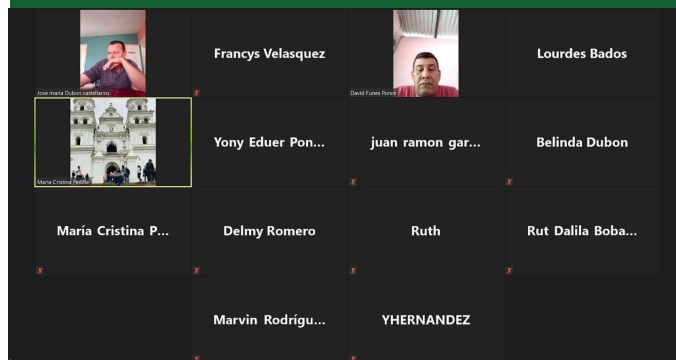 Jose maria Dubon castellanos
Francys Velasquez
David Funes Ponce
Lourdes Bados
Maria Cristina Padilla
Yony Eduer Pon...
juan ramon gar...
Belinda Dubon
María Cristina P...
Delmy Romero
Ruth
Rut Dalila Boba...
Marvin Rodrígu...
YHERNANDEZ